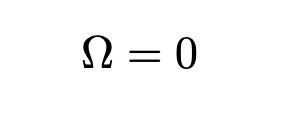 Ω = 0